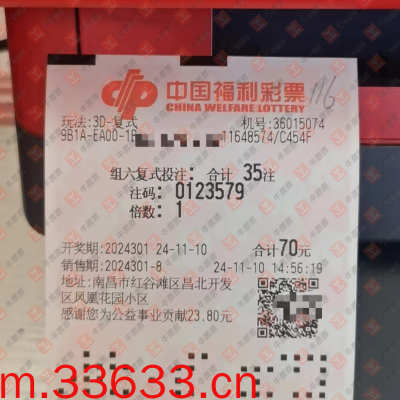 中国福利彩票
CHINA WELFARE LOTTERY
116
玩法:3D-复式
机号:36015074
9B1A-EA00-1B
11648574/C454F
组六复式投注: 合计 35注
注码: 0123579
倍数: 1
开奖期:2024301 24-11-10 合计70元
销售期:2024301-8 24-11-10 14:56:19
地址:南昌市红谷滩区昌北开发
区凤凰花园小区
感谢您为公益事业贡献23.80元
m.33633.cn